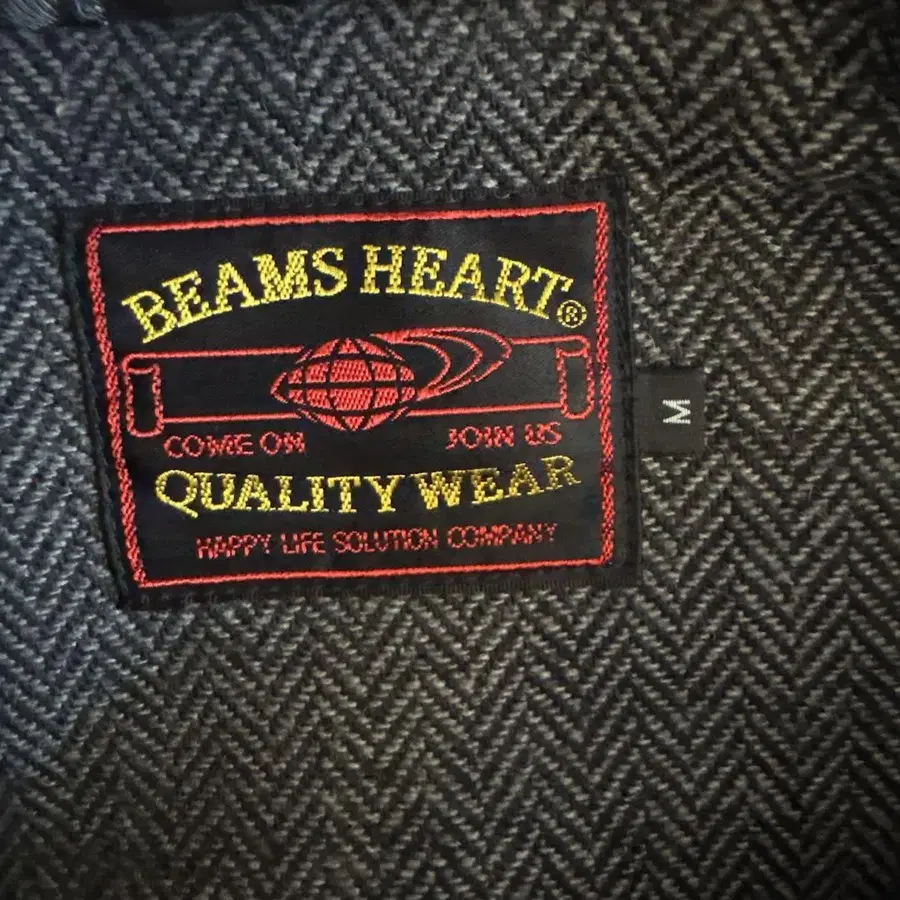 BEAMS HEART®
COME ON JOIN US
QUALITY WEAR
HAPPY LIFE SOLUTION COMPANY
M